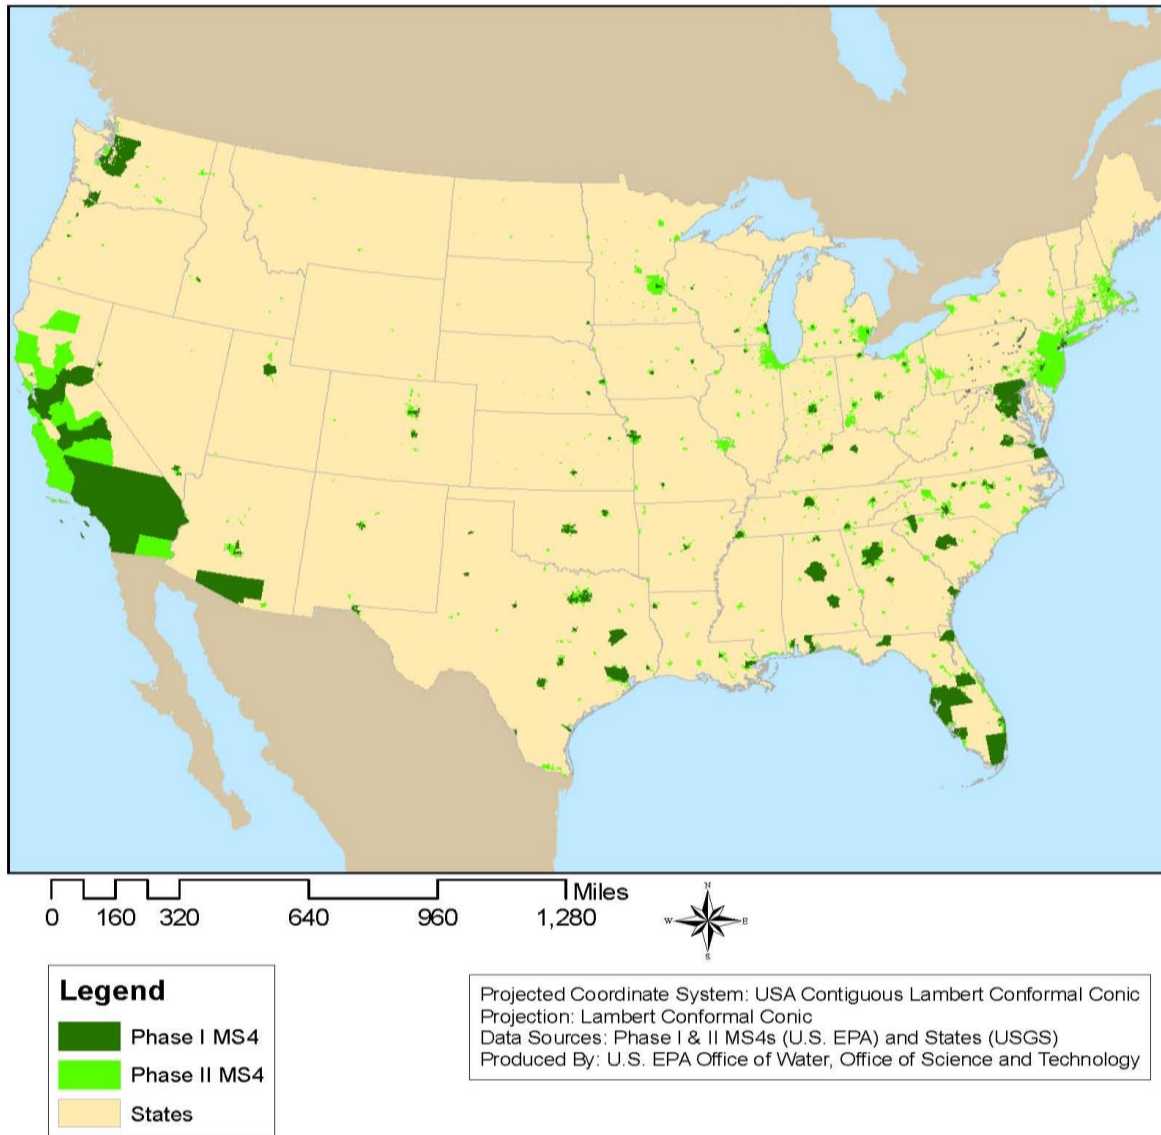 Miles
0 160 320 640 960 1,280
N
W E
S
Legend
Phase I MS4
Phase II MS4
States
Projected Coordinate System: USA Contiguous Lambert Conformal Conic
Projection: Lambert Conformal Conic
Data Sources: Phase I & II MS4s (U.S. EPA) and States (USGS)
Produced By: U.S. EPA Office of Water, Office of Science and Technology